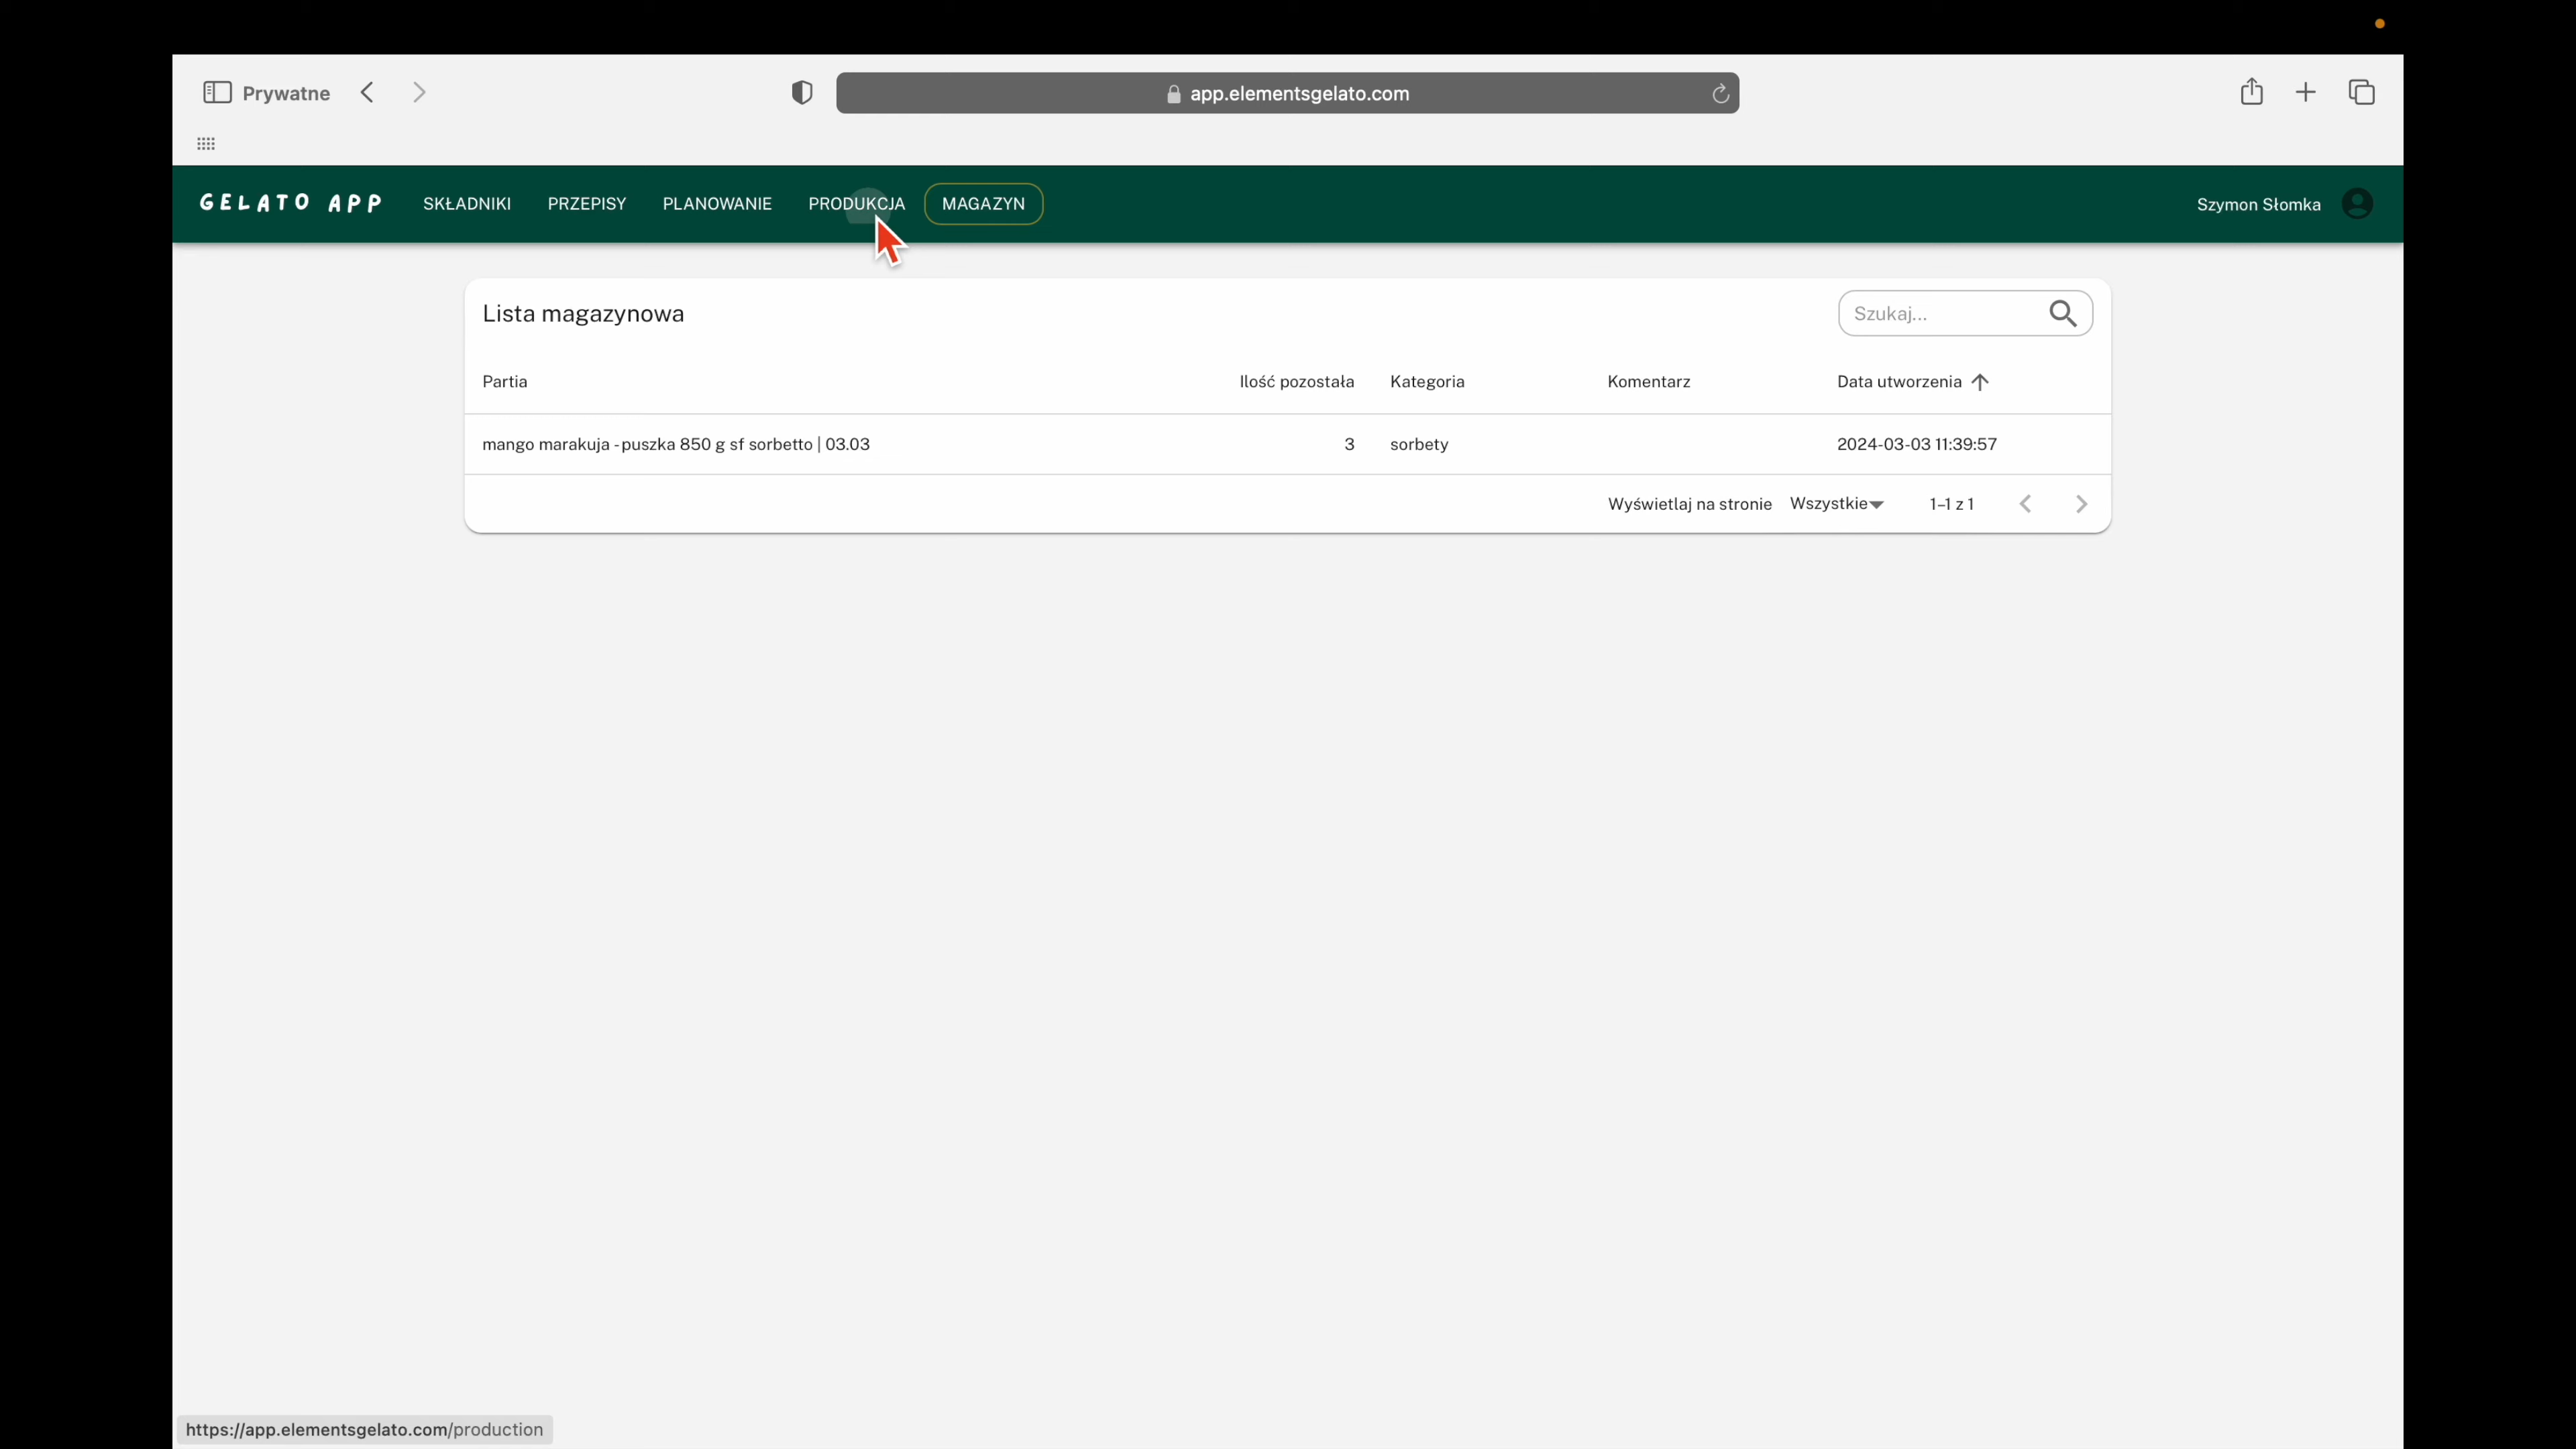 Prywatne
app.elementsgelato.com
GELATO APP SKŁADNIKI PRZEPISY PLANOWANIE PRODUKCJA MAGAZYN Szymon Słomka
Lista magazynowa Szukaj...
Partia Ilość pozostała Kategoria Komentarz Data utworzenia
mango marakuja - puszka 850 g sf sorbetto | 03.03 3 sorbety 2024-03-03 11:39:57
Wyświetlaj na stronie Wszystkie 1–1 z 1
https://app.elementsgelato.com/production